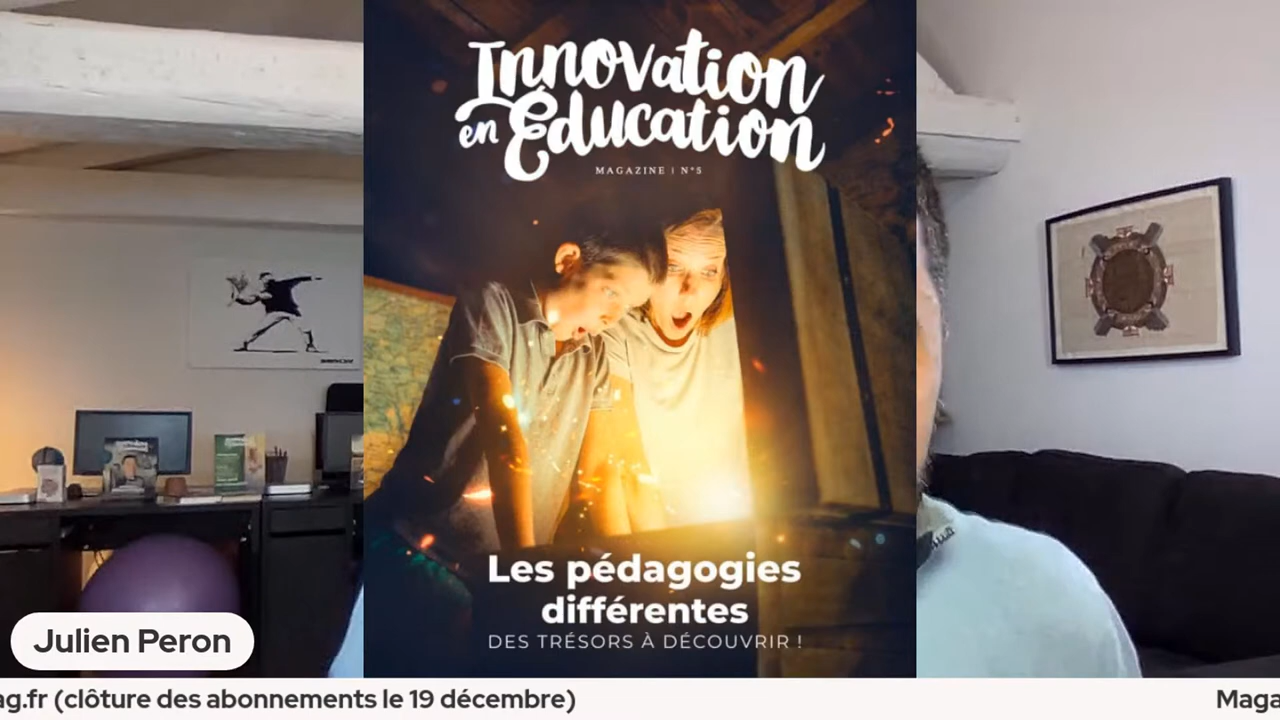 Innovation
en Éducation
MAGAZINE | N°5
Les pédagogies
différentes
DES TRÉSORS À DÉCOUVRIR !
Julien Peron
ag.fr (clôture des abonnements le 19 décembre)
Maga